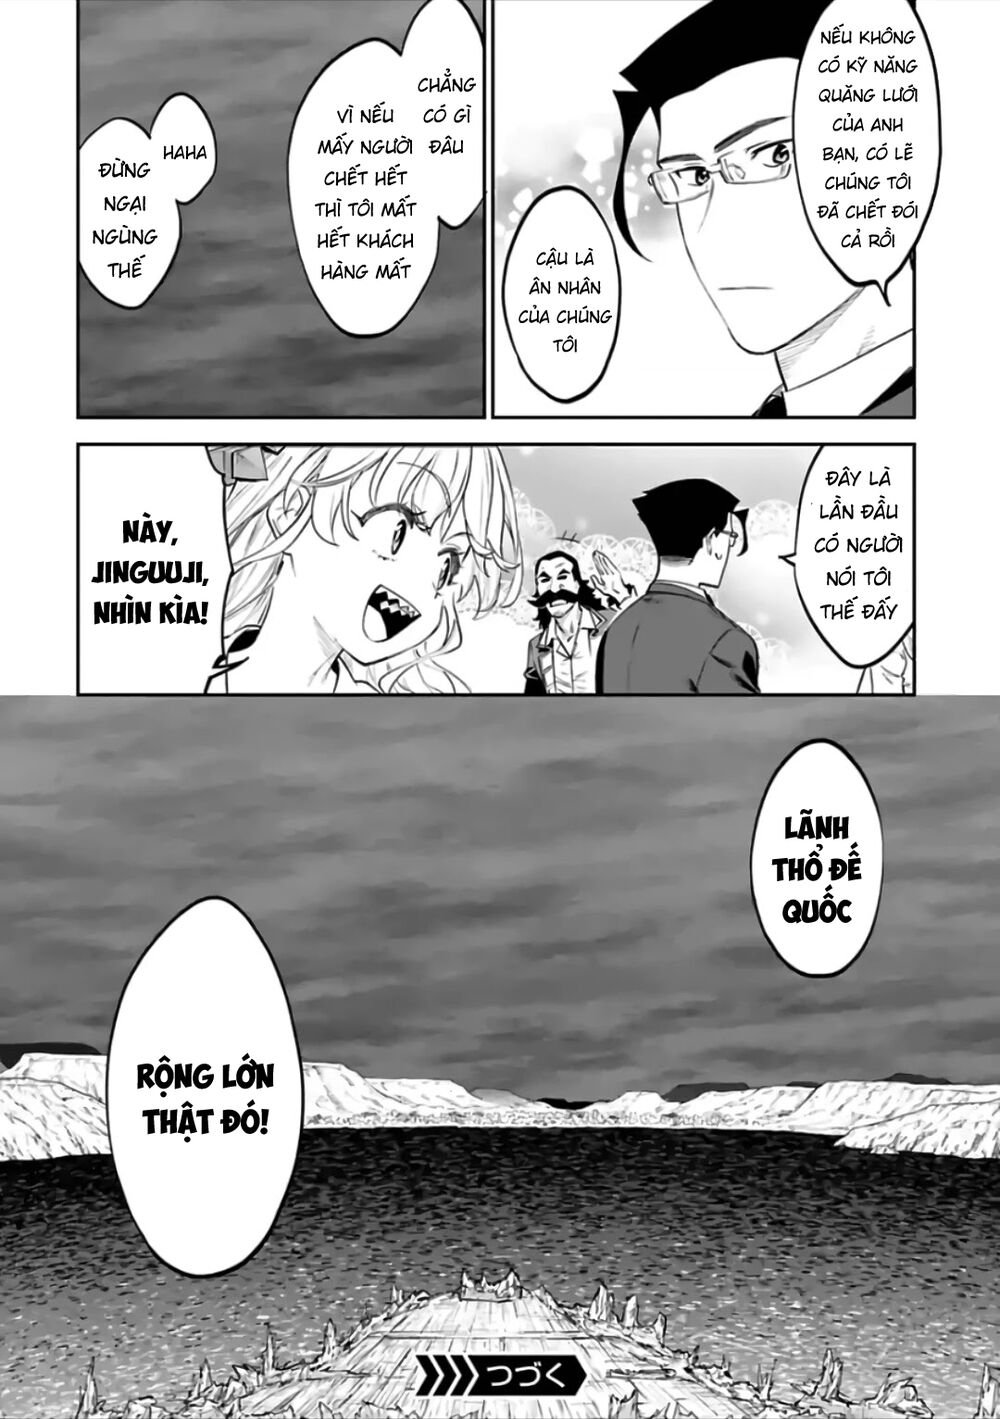 NẾU KHÔNG
CÓ KỸ NĂNG
QUĂNG LƯỚI
CỦA ANH
BẠN, CÓ LẼ
CHÚNG TÔI
ĐÃ CHẾT ĐÓI
CẢ RỒI
CẬU LÀ
ÂN NHÂN
CỦA CHÚNG
TÔI
CHẲNG
CÓ GÌ
ĐÂU
VÌ NẾU
MẤY NGƯỜI
CHẾT HẾT
THÌ TÔI MẤT
HẾT KHÁCH
HÀNG MẤT
HAHA
ĐỪNG
NGẠI
NGÙNG
THẾ
ĐÂY LÀ
LẦN ĐẦU
CÓ NGƯỜI
NÓI TÔI
THẾ ĐẤY
NÀY,
JINGUUJI,
NHÌN KÌA!
LÃNH
THỔ ĐẾ
QUỐC
RỘNG LỚN
THẬT ĐÓ!
つづく